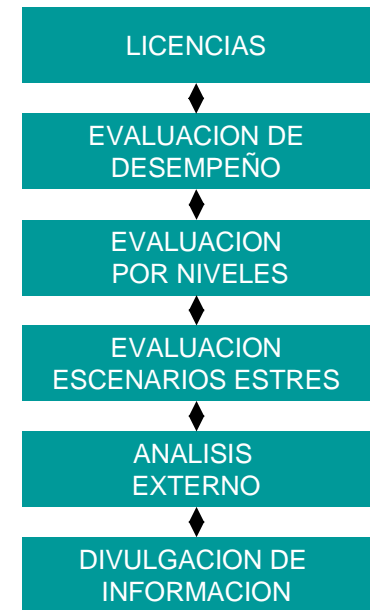 LICENCIAS
EVALUACION DE
DESEMPEÑO
EVALUACION
POR NIVELES
EVALUACION
ESCENARIOS ESTRES
ANALISIS
EXTERNO
DIVULGACION DE
INFORMACION